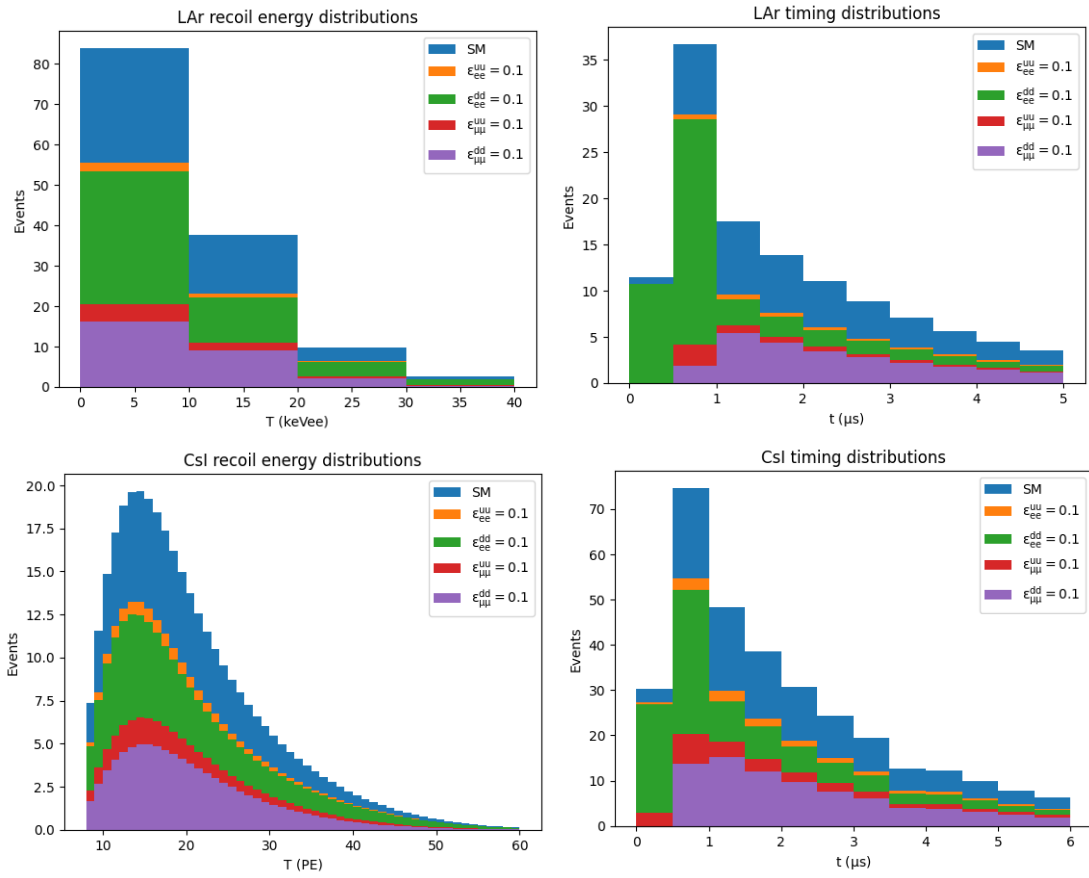 LAr recoil energy distributions
Events
80
70
60
50
40
30
20
10
0
SM
ε^uu_ee = 0.1
ε^dd_ee = 0.1
ε^uu_μμ = 0.1
ε^dd_μμ = 0.1
0 5 10 15 20 25 30 35 40
T (keVee)
LAr timing distributions
Events
35
30
25
20
15
10
5
0
SM
ε^uu_ee = 0.1
ε^dd_ee = 0.1
ε^uu_μμ = 0.1
ε^dd_μμ = 0.1
0 1 2 3 4 5
t (μs)
CsI recoil energy distributions
Events
20.0
17.5
15.0
12.5
10.0
7.5
5.0
2.5
0.0
SM
ε^uu_ee = 0.1
ε^dd_ee = 0.1
ε^uu_μμ = 0.1
ε^dd_μμ = 0.1
10 20 30 40 50 60
T (PE)
CsI timing distributions
Events
70
60
50
40
30
20
10
0
SM
ε^uu_ee = 0.1
ε^dd_ee = 0.1
ε^uu_μμ = 0.1
ε^dd_μμ = 0.1
0 1 2 3 4 5 6
t (μs)